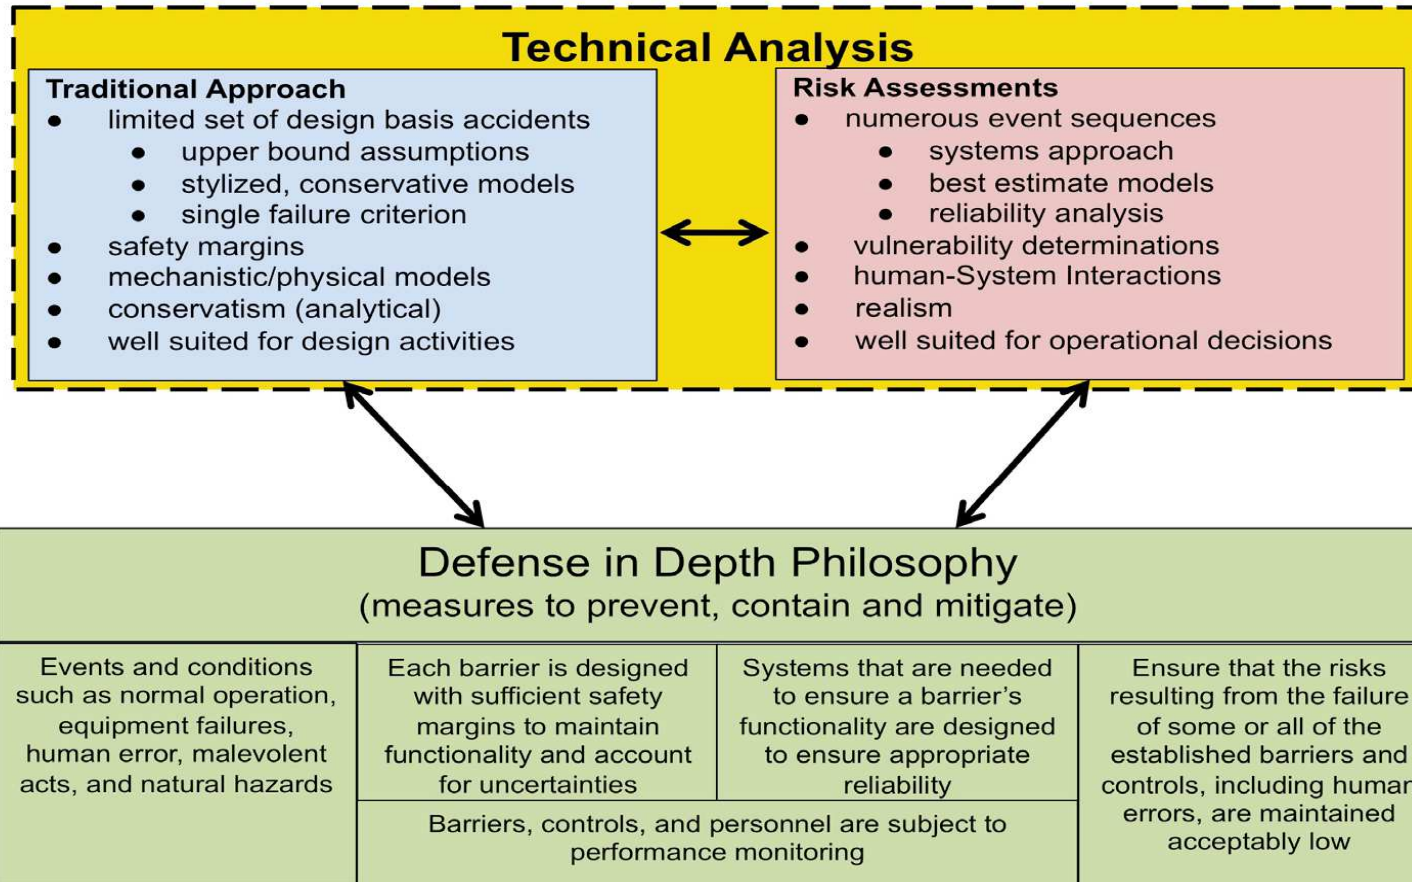 Technical Analysis
Traditional Approach
● limited set of design basis accidents
● upper bound assumptions
● stylized, conservative models
● single failure criterion
● safety margins
● mechanistic/physical models
● conservatism (analytical)
● well suited for design activities
Risk Assessments
● numerous event sequences
● systems approach
● best estimate models
● reliability analysis
● vulnerability determinations
● human-System Interactions
● realism
● well suited for operational decisions
Defense in Depth Philosophy
(measures to prevent, contain and mitigate)
Events and conditions
such as normal operation,
equipment failures,
human error, malevolent
acts, and natural hazards
Each barrier is designed
with sufficient safety
margins to maintain
functionality and account
for uncertainties
Systems that are needed
to ensure a barrier's
functionality are designed
to ensure appropriate
reliability
Barriers, controls, and personnel are subject to
performance monitoring
Ensure that the risks
resulting from the failure
of some or all of the
established barriers and
controls, including human
errors, are maintained
acceptably low